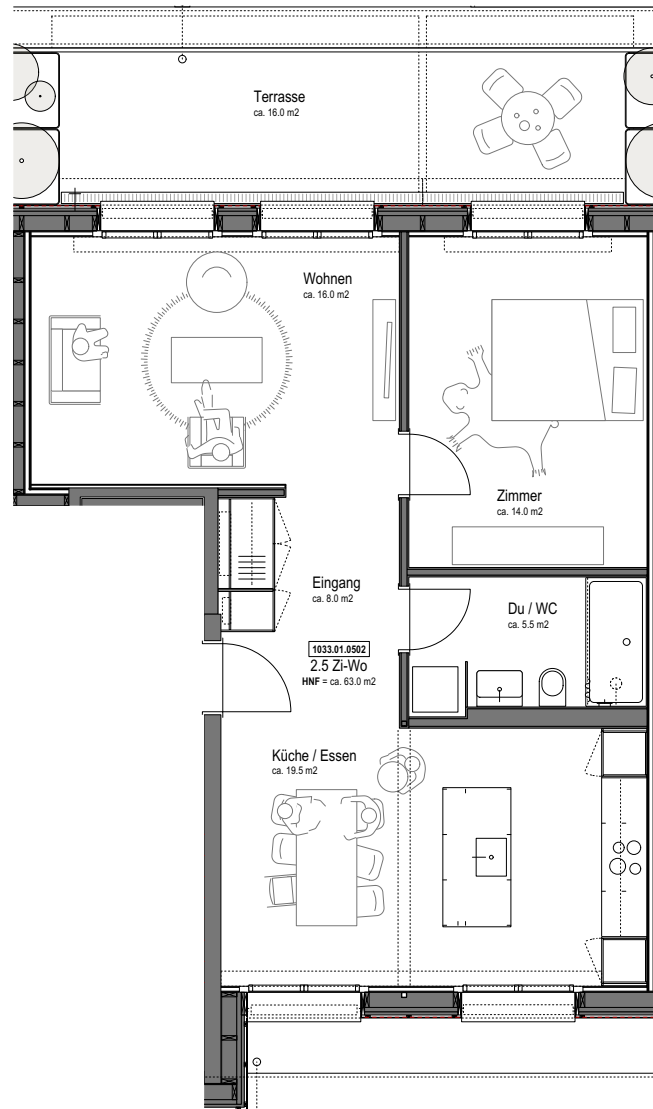 Terrasse
ca. 16.0 m2
Wohnen
ca. 16.0 m2
Zimmer
ca. 14.0 m2
Eingang
ca. 8.0 m2
Du / WC
ca. 5.5 m2
1033.01.0502
2.5 Zi-Wo
HNF = ca. 63.0 m2
Küche / Essen
ca. 19.5 m2